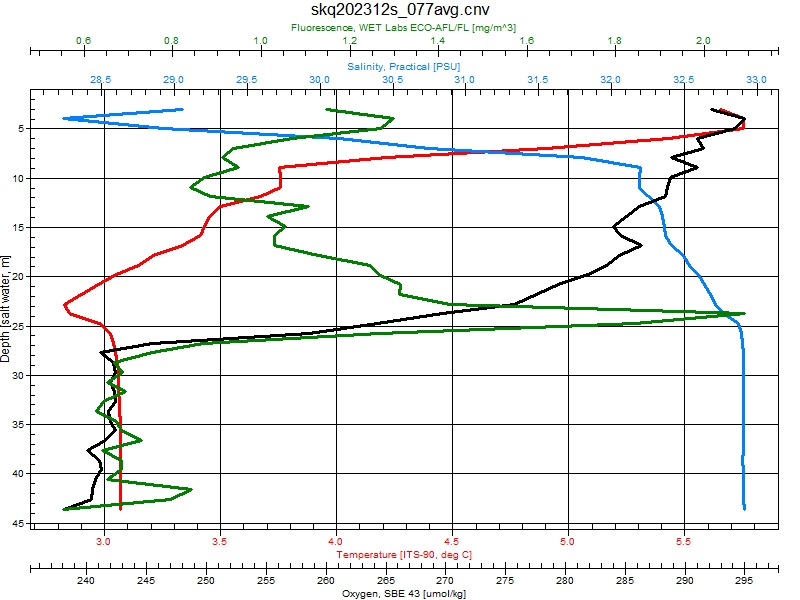 skq202312s_077avg.cnv
Fluorescence, WET Labs ECO-AFL/FL [mg/m^3]
0.6 0.8 1.0 1.2 1.4 1.6 1.8 2.0
Salinity, Practical [PSU]
28.5 29.0 29.5 30.0 30.5 31.0 31.5 32.0 32.5 33.0
5
10
15
20
25
30
35
40
45
Depth [salt water, m]
3.0 3.5 4.0 4.5 5.0 5.5
Temperature [ITS-90, deg C]
240 245 250 255 260 265 270 275 280 285 290 295
Oxygen, SBE 43 [umol/kg]